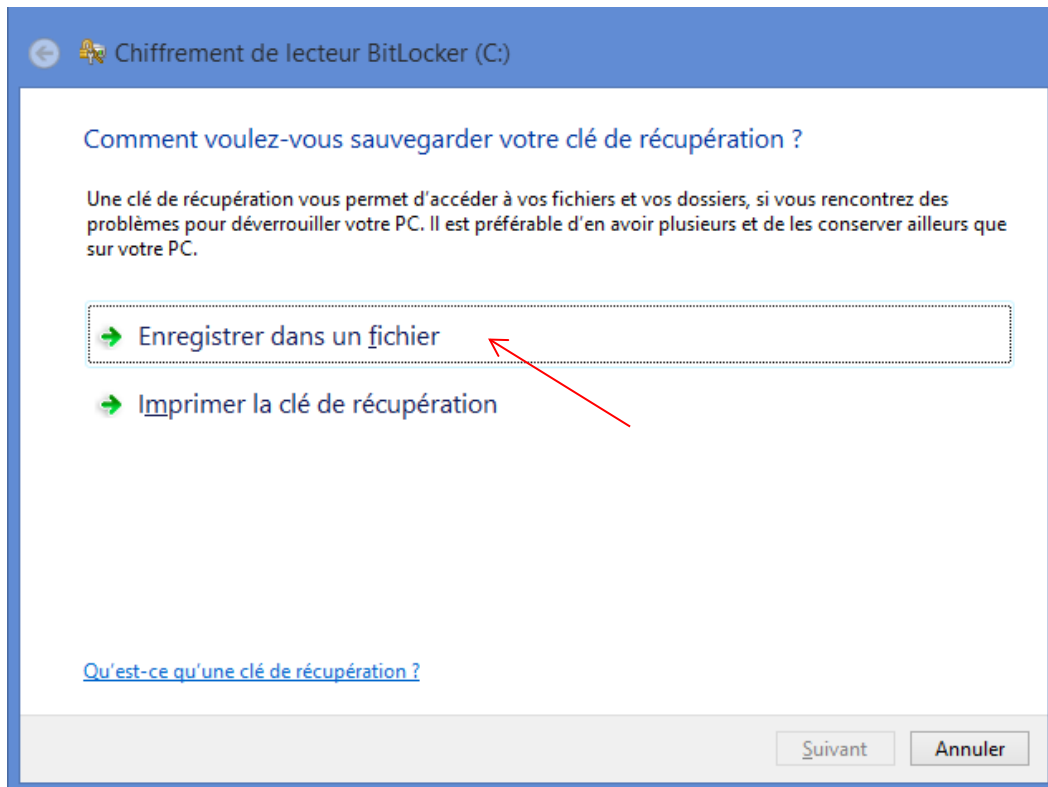 Chiffrement de lecteur BitLocker (C:)
Comment voulez-vous sauvegarder votre clé de récupération ?
Une clé de récupération vous permet d'accéder à vos fichiers et vos dossiers, si vous rencontrez des
problèmes pour déverrouiller votre PC. Il est préférable d'en avoir plusieurs et de les conserver ailleurs que
sur votre PC.
Enregistrer dans un fichier
Imprimer la clé de récupération
Qu'est-ce qu'une clé de récupération ?
Suivant Annuler